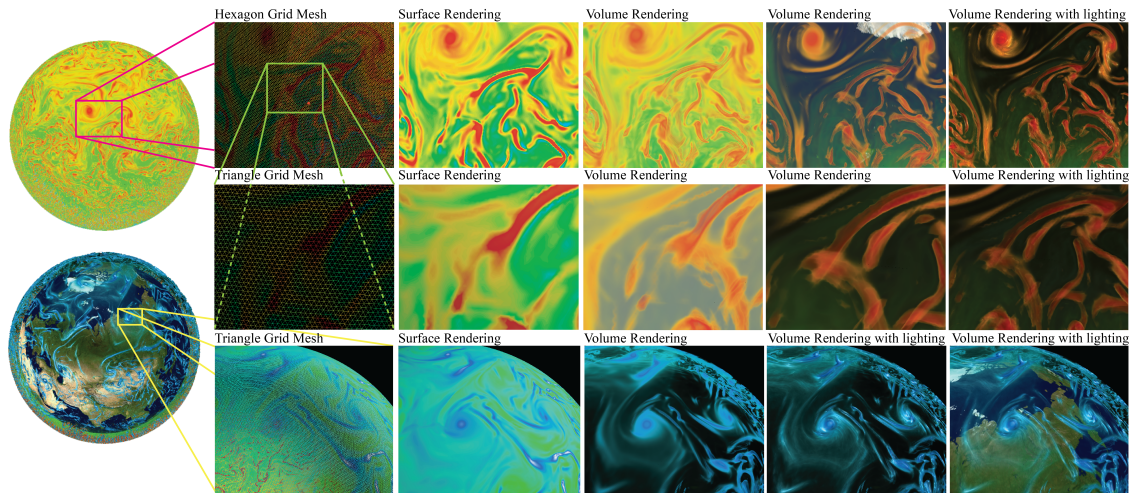 Hexagon Grid Mesh
Surface Rendering
Volume Rendering
Volume Rendering
Volume Rendering with lighting
Triangle Grid Mesh
Surface Rendering
Volume Rendering
Volume Rendering
Volume Rendering with lighting
Triangle Grid Mesh
Surface Rendering
Volume Rendering
Volume Rendering with lighting
Volume Rendering with lighting